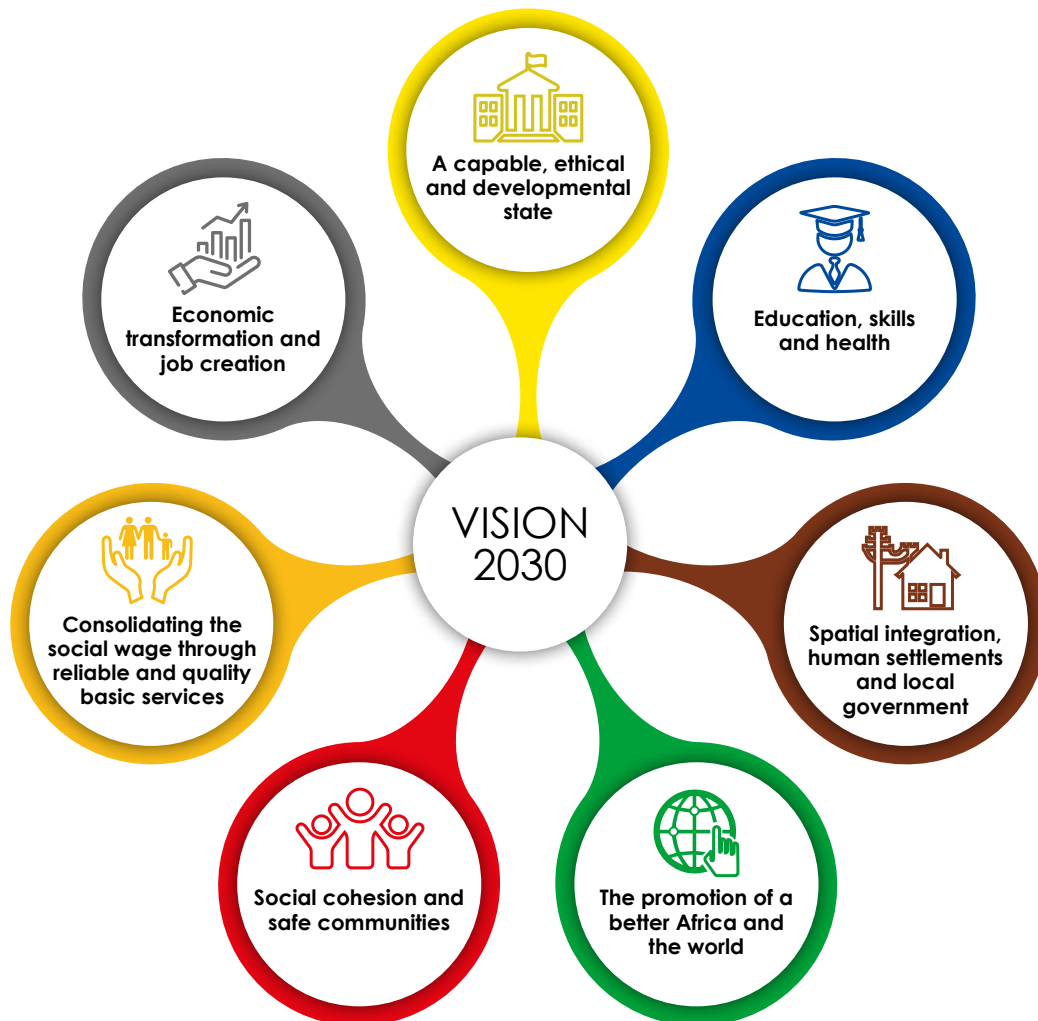 A capable, ethical
and developmental
state
Education, skills
and health
Spatial integration,
human settlements
and local
government
The promotion of a
better Africa and
the world
Social cohesion and
safe communities
Consolidating the
social wage through
reliable and quality
basic services
Economic
transformation and
job creation
VISION
2030